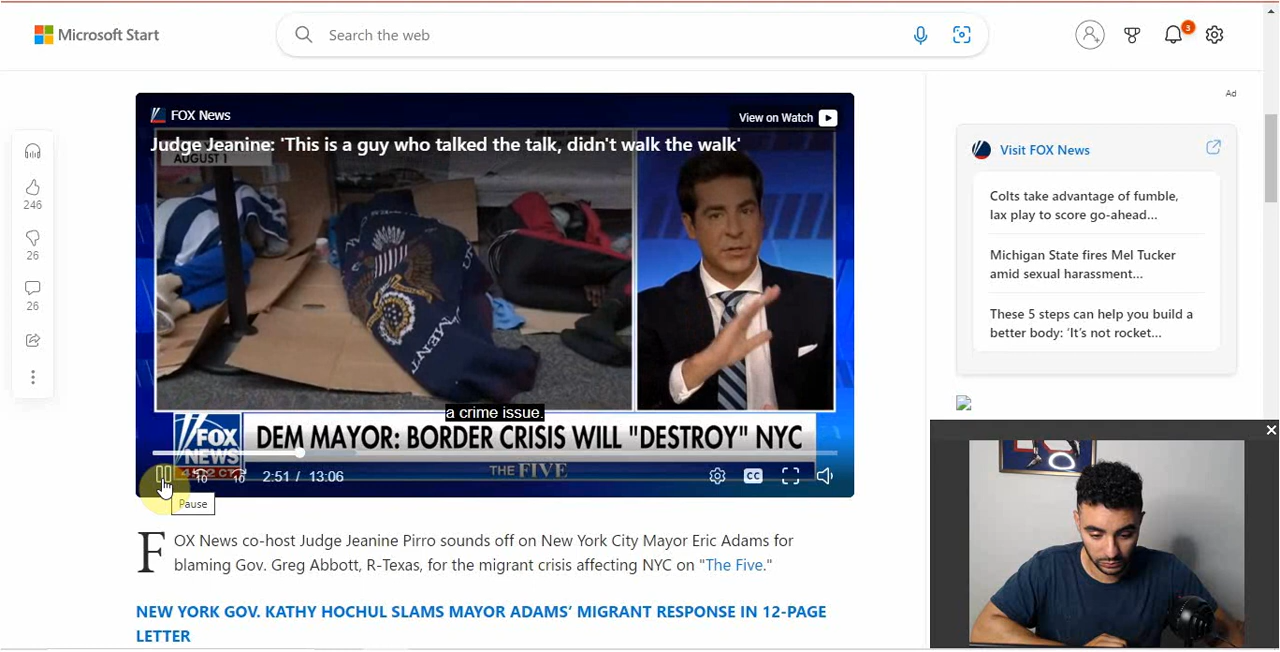 Microsoft Start
Search the web
3
FOX News
View on Watch
Judge Jeanine: 'This is a guy who talked the talk, didn't walk the walk'
AUGUST 1
a crime issue.
FOX
NEWS
DEM MAYOR: BORDER CRISIS WILL "DESTROY" NYC
THE FIVE
10
10
2:51 / 13:06
CC
Pause
246
26
26
FOX News co-host Judge Jeanine Pirro sounds off on New York City Mayor Eric Adams for
blaming Gov. Greg Abbott, R-Texas, for the migrant crisis affecting NYC on "The Five."
NEW YORK GOV. KATHY HOCHUL SLAMS MAYOR ADAMS' MIGRANT RESPONSE IN 12-PAGE
LETTER
Ad
Visit FOX News
Colts take advantage of fumble,
lax play to score go-ahead...
Michigan State fires Mel Tucker
amid sexual harassment...
These 5 steps can help you build a
better body: 'It's not rocket...